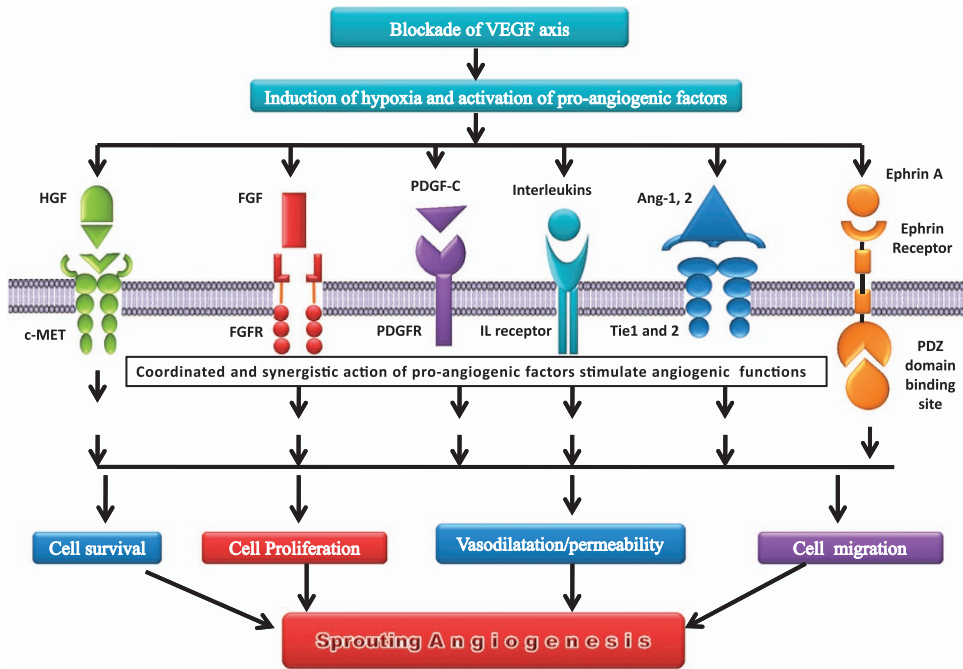 Blockade of VEGF axis
Induction of hypoxia and activation of pro-angiogenic factors
HGF
FGF
PDGF-C
Interleukins
Ang-1, 2
Ephrin A
Ephrin
Receptor
c-MET
FGFR
PDGFR
IL receptor
Tie1 and 2
PDZ
domain
binding
site
Coordinated and synergistic action of pro-angiogenic factors stimulate angiogenic functions
Cell survival
Cell Proliferation
Vasodilatation/permeability
Cell migration
Sprouting Angiogenesis